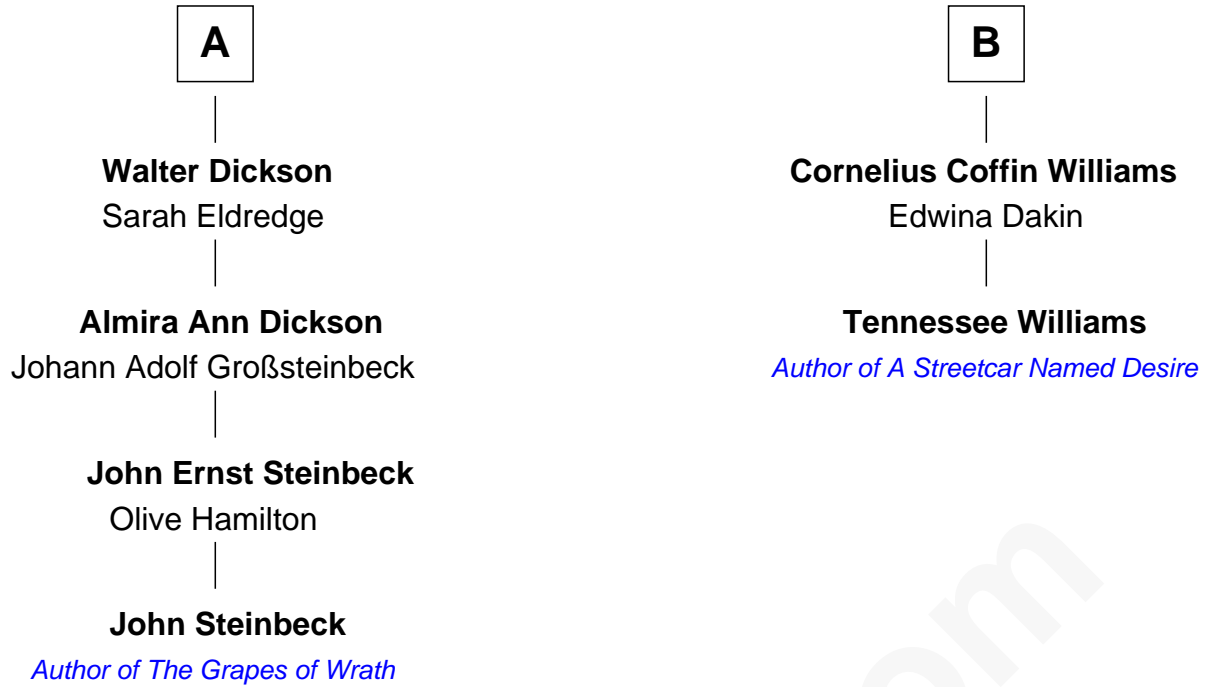 A
Walter Dickson
Sarah Eldredge
Almira Ann Dickson
Johann Adolf Großsteinbeck
John Ernst Steinbeck
Olive Hamilton
John Steinbeck
Author of The Grapes of Wrath
B
Cornelius Coffin Williams
Edwina Dakin
Tennessee Williams
Author of A Streetcar Named Desire
om